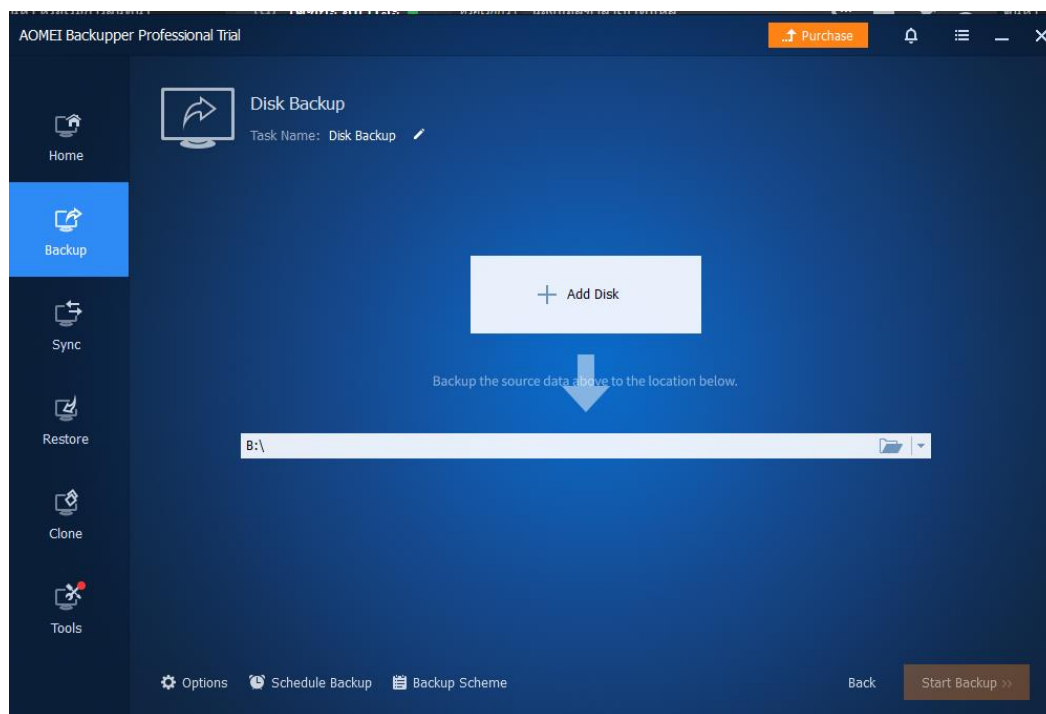 AOMEI Backupper Professional Trial
Purchase
Disk Backup
Task Name: Disk Backup
Home
Backup
Sync
Restore
Clone
Tools
Add Disk
Backup the source data above to the location below.
B:\
Options
Schedule Backup
Backup Scheme
Back
Start Backup >>